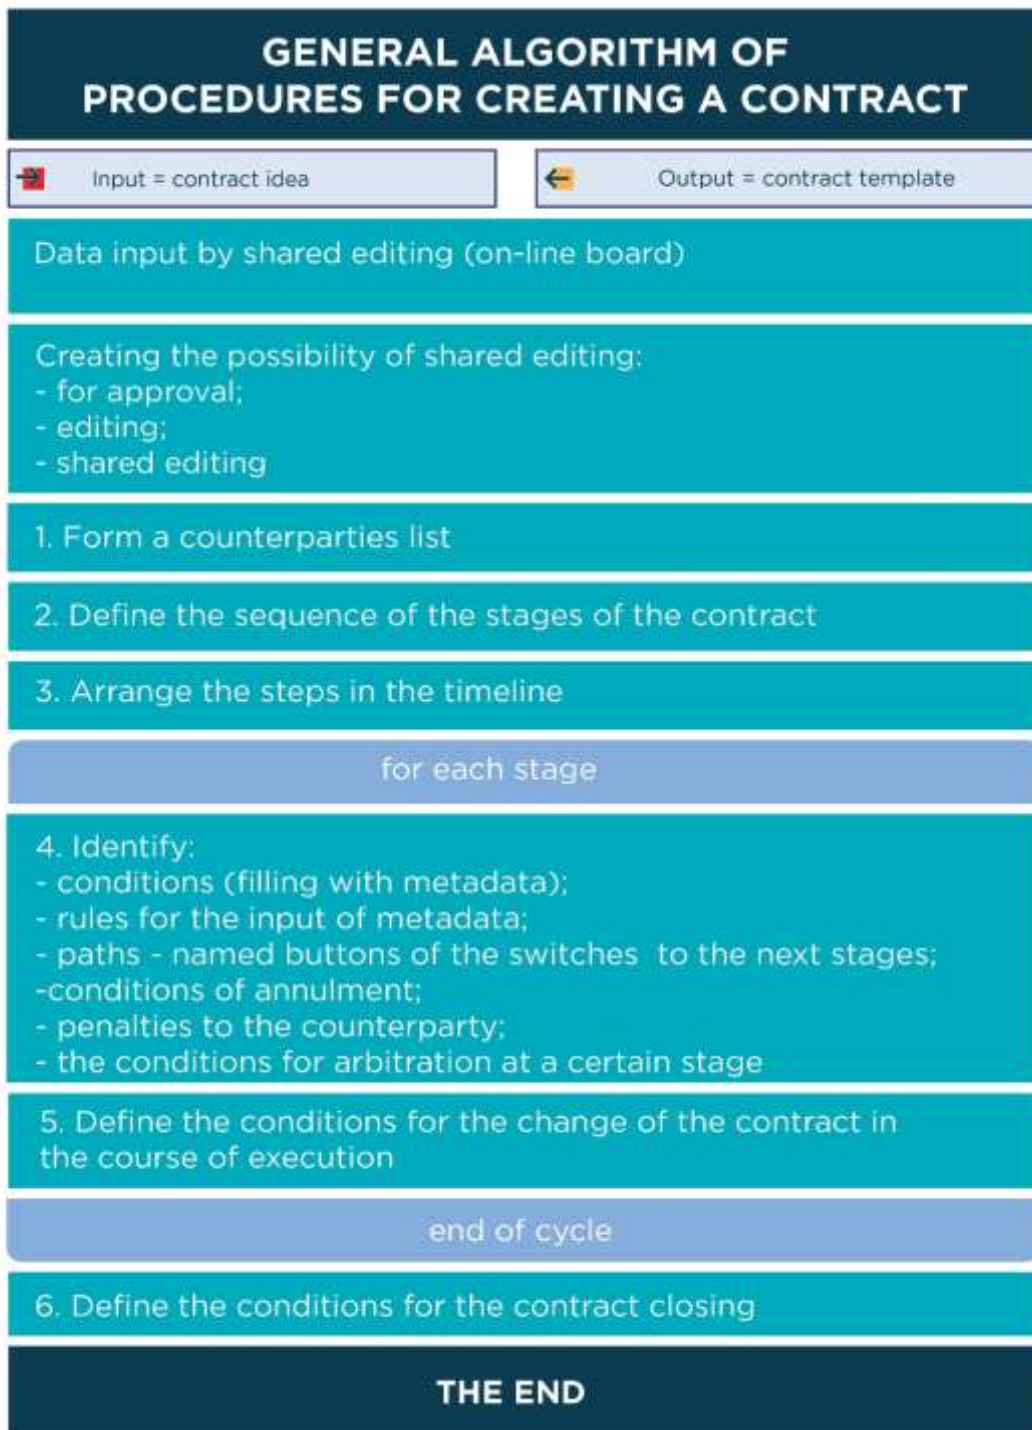 GENERAL ALGORITHM OF
PROCEDURES FOR CREATING A CONTRACT
Input = contract idea
Output = contract template
Data input by shared editing (on-line board)
Creating the possibility of shared editing:
- for approval;
- editing;
- shared editing
1. Form a counterparties list
2. Define the sequence of the stages of the contract
3. Arrange the steps in the timeline
for each stage
4. Identify:
- conditions (filling with metadata);
- rules for the input of metadata;
- paths - named buttons of the switches  to the next stages;
-conditions of annulment;
- penalties to the counterparty;
- the conditions for arbitration at a certain stage
5. Define the conditions for the change of the contract in
the course of execution
end of cycle
6. Define the conditions for the contract closing
THE END